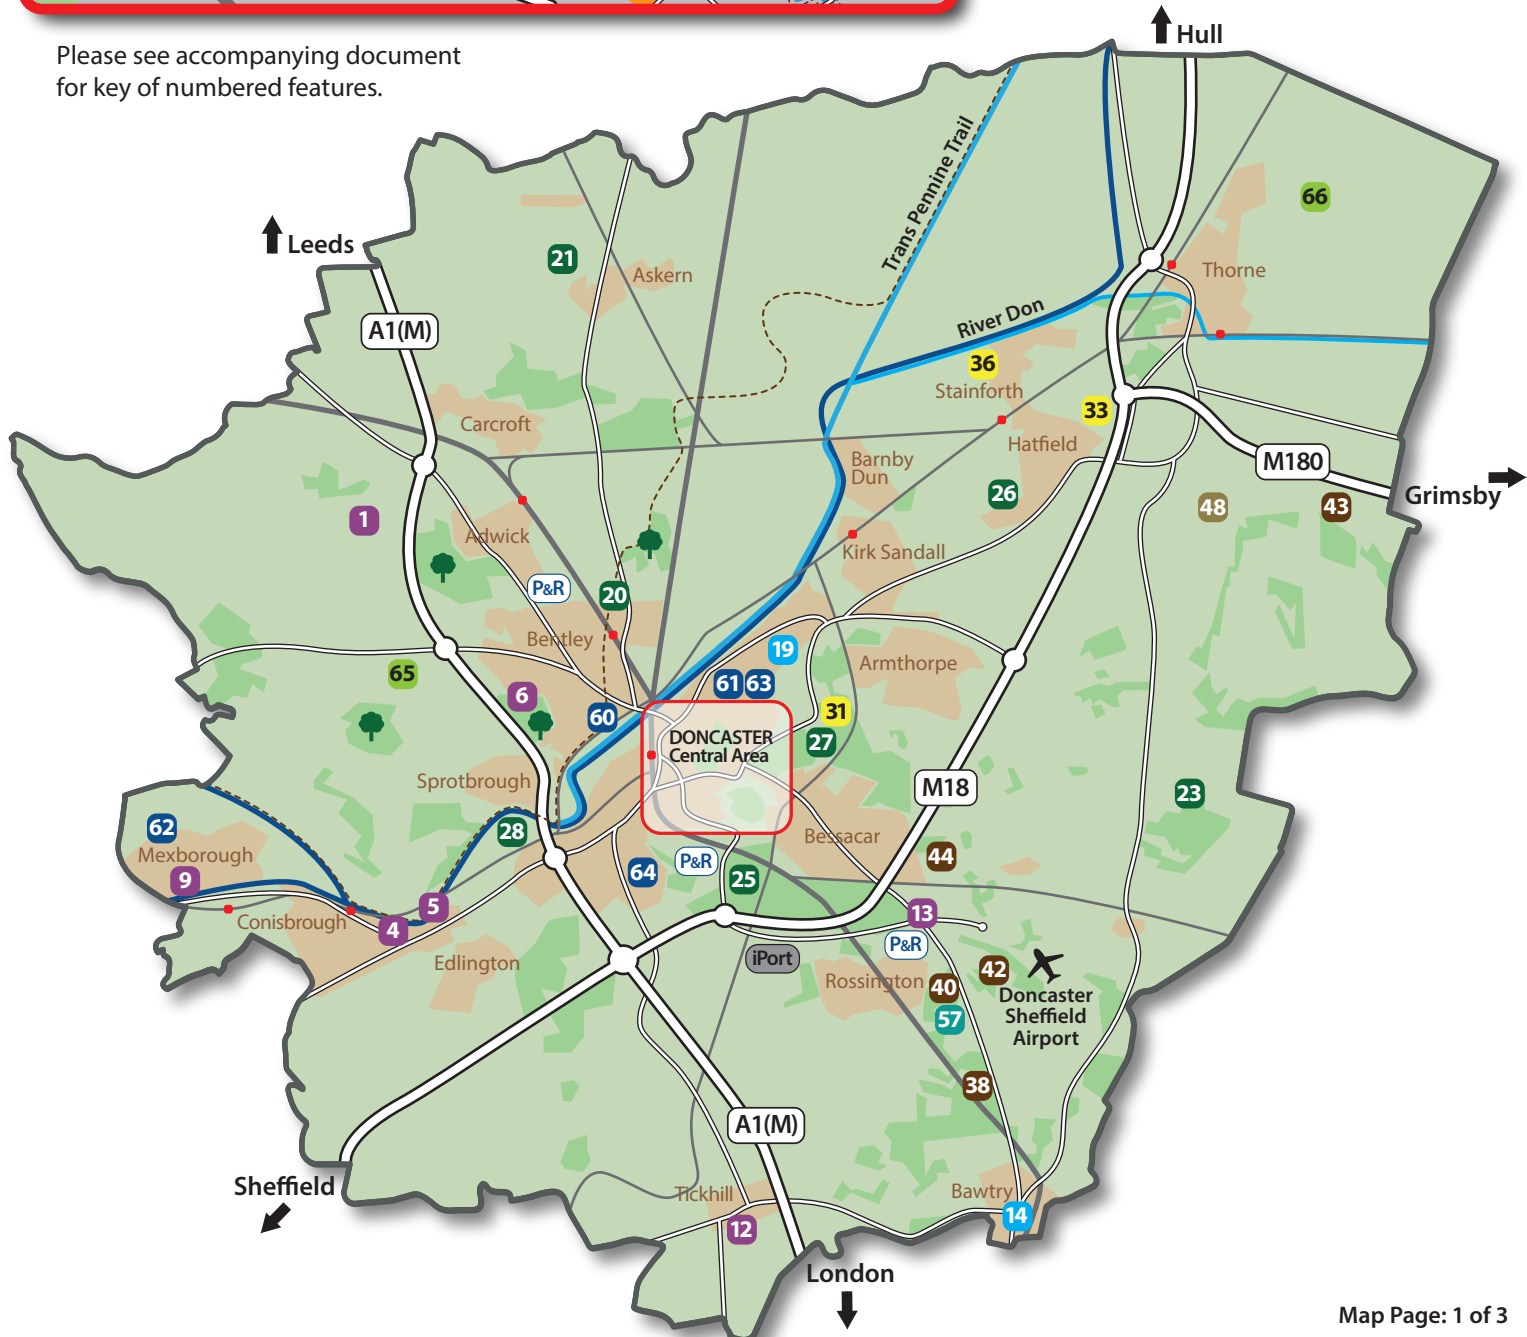 Please see accompanying document
for key of numbered features.
Hull
Leeds
Trans Pennine Trail
66
21
Askern
Thorne
A1(M)
River Don
36
Stainforth
33
Carcroft
Hatfield
Barnby
Dun
M180
Grimsby
26
48
43
1
Adwick
Kirk Sandall
P&R
20
Bentley
19
Armthorpe
65
6
61
63
60
31
DONCASTER
Central Area
27
Sprotbrough
M18
23
62
28
Mexborough
Bessacar
44
9
64
P&R
25
5
13
Conisbrough
4
P&R
Edlington
iPort
42
Rossington
40
Doncaster
Sheffield
Airport
57
38
A1(M)
Sheffield
Tickhill
Bawtry
12
14
London
Map Page: 1 of 3